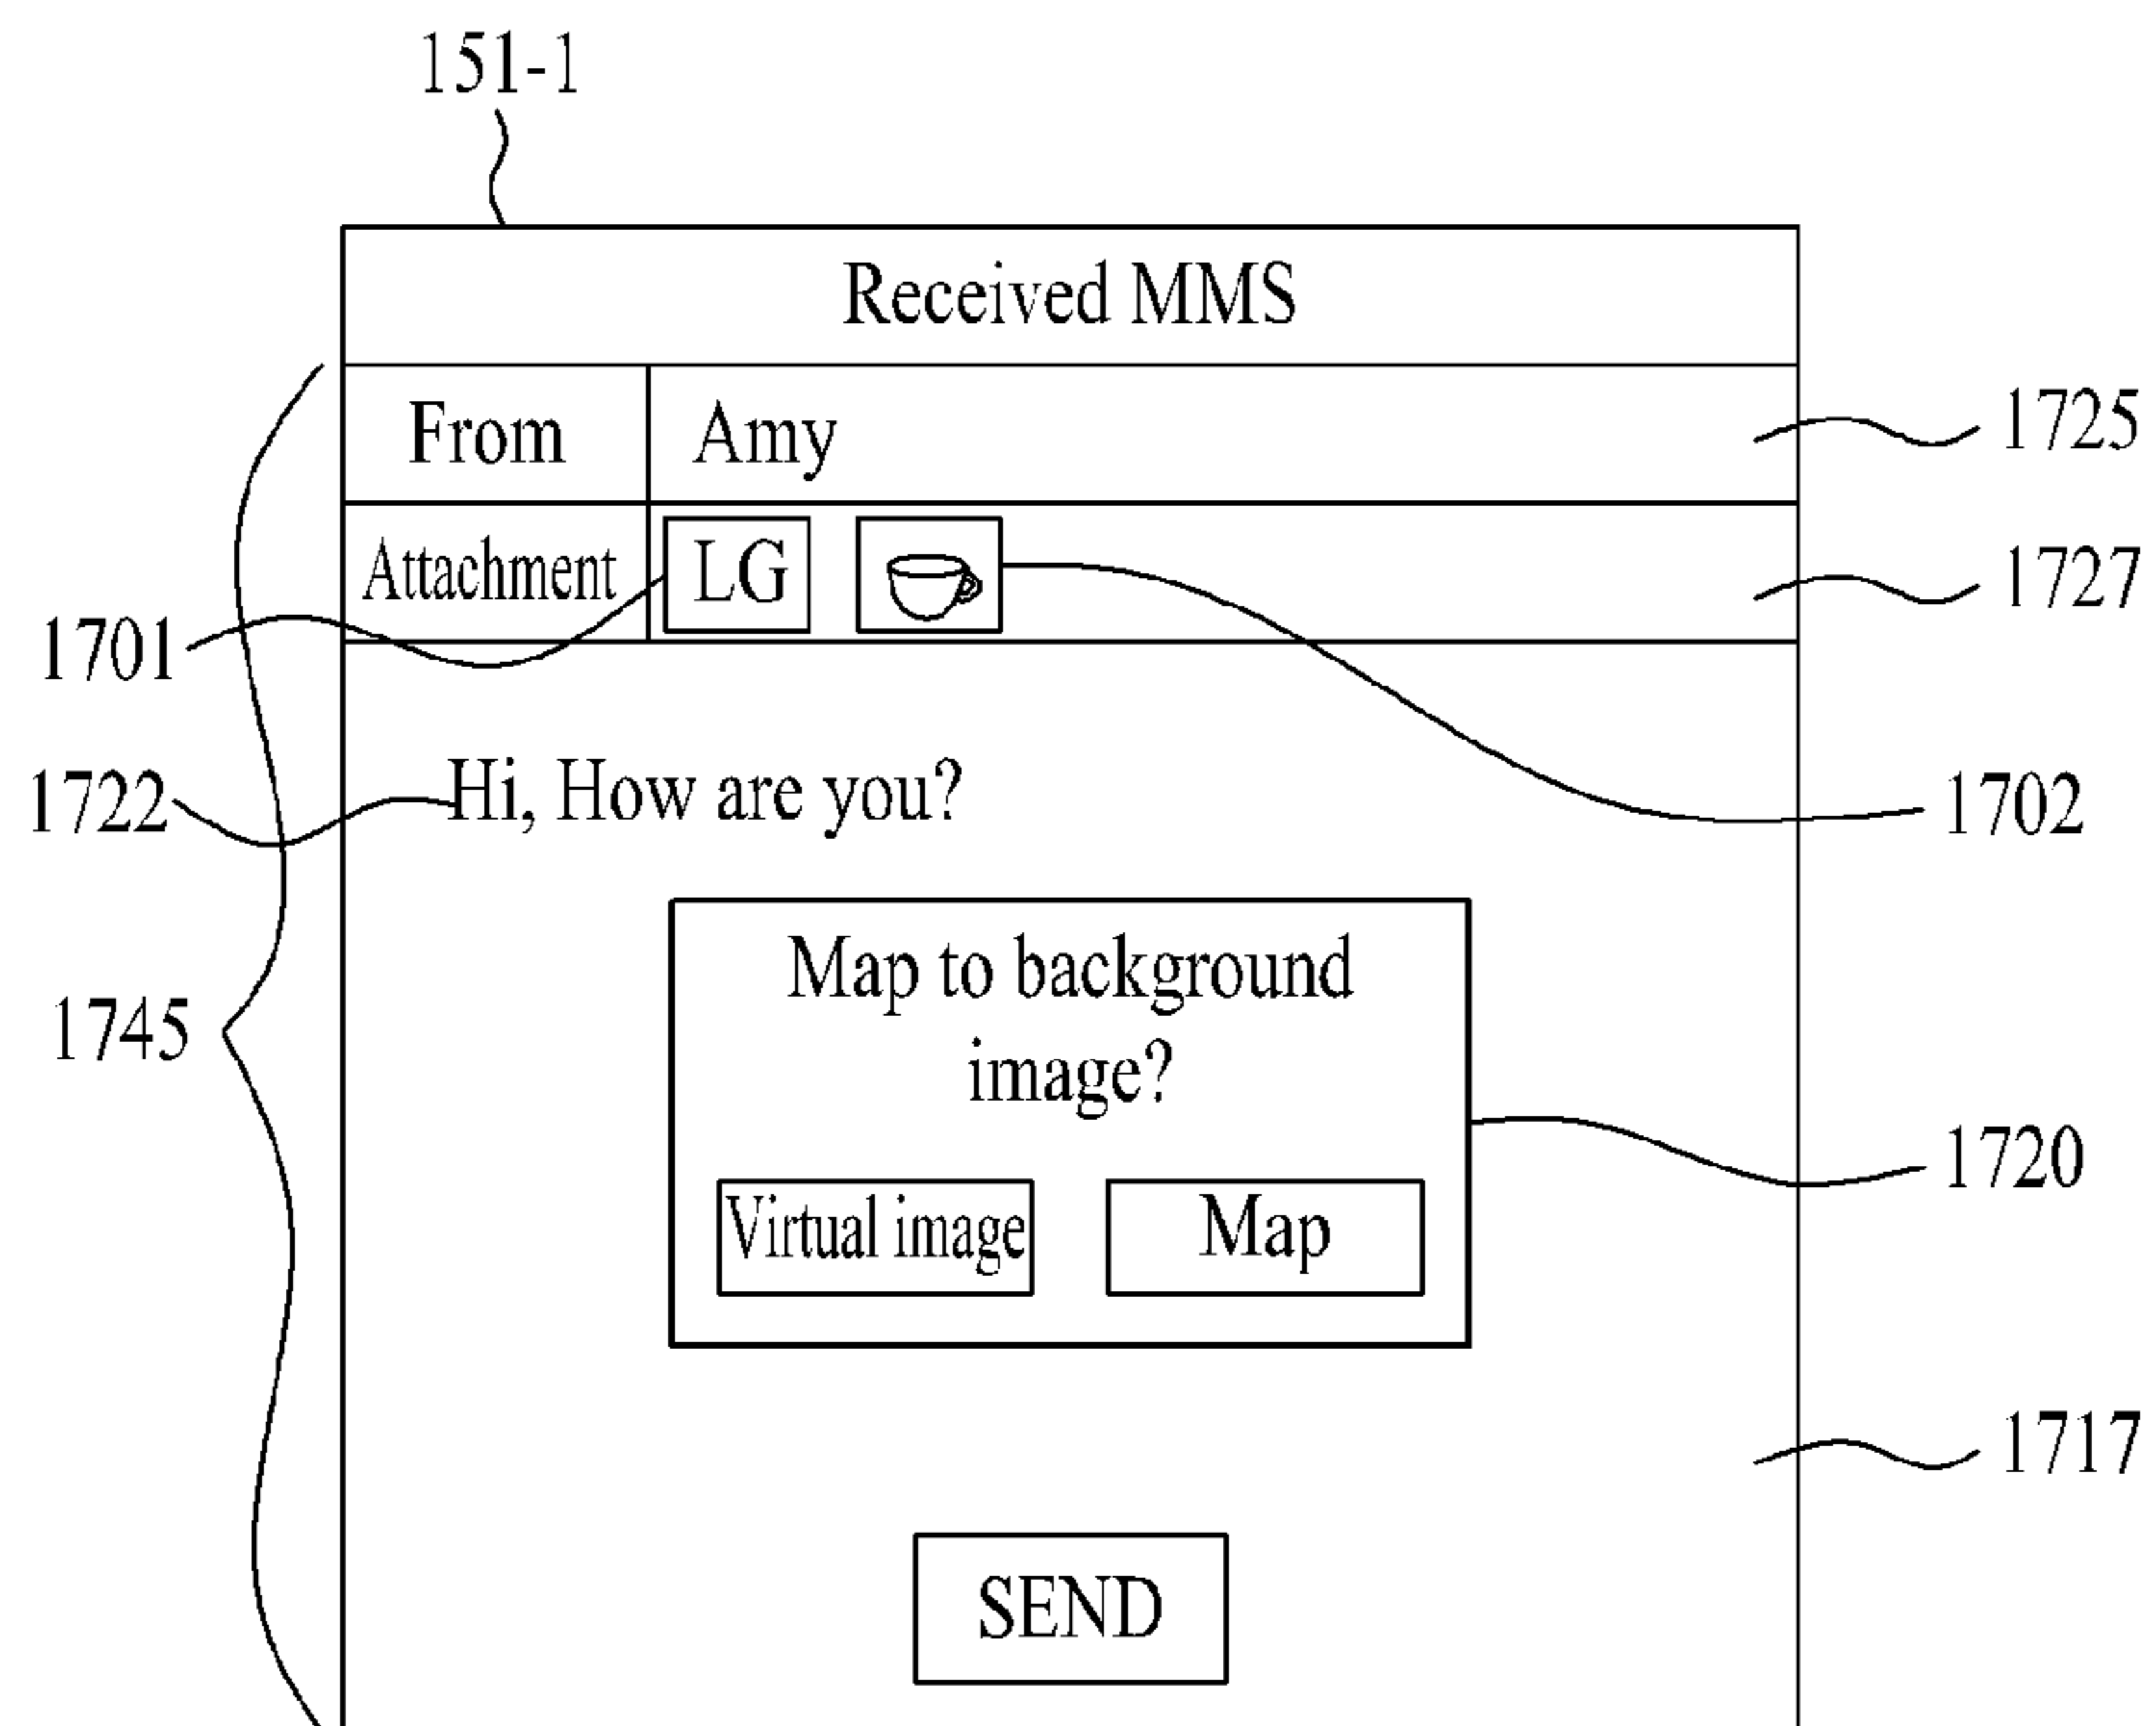 151-1
Received MMS
From Amy 1725
Attachment LG 1727
1701
1722 Hi, How are you? 1702
Map to background
image?
1745
1720
Virtual image Map
1717
SEND